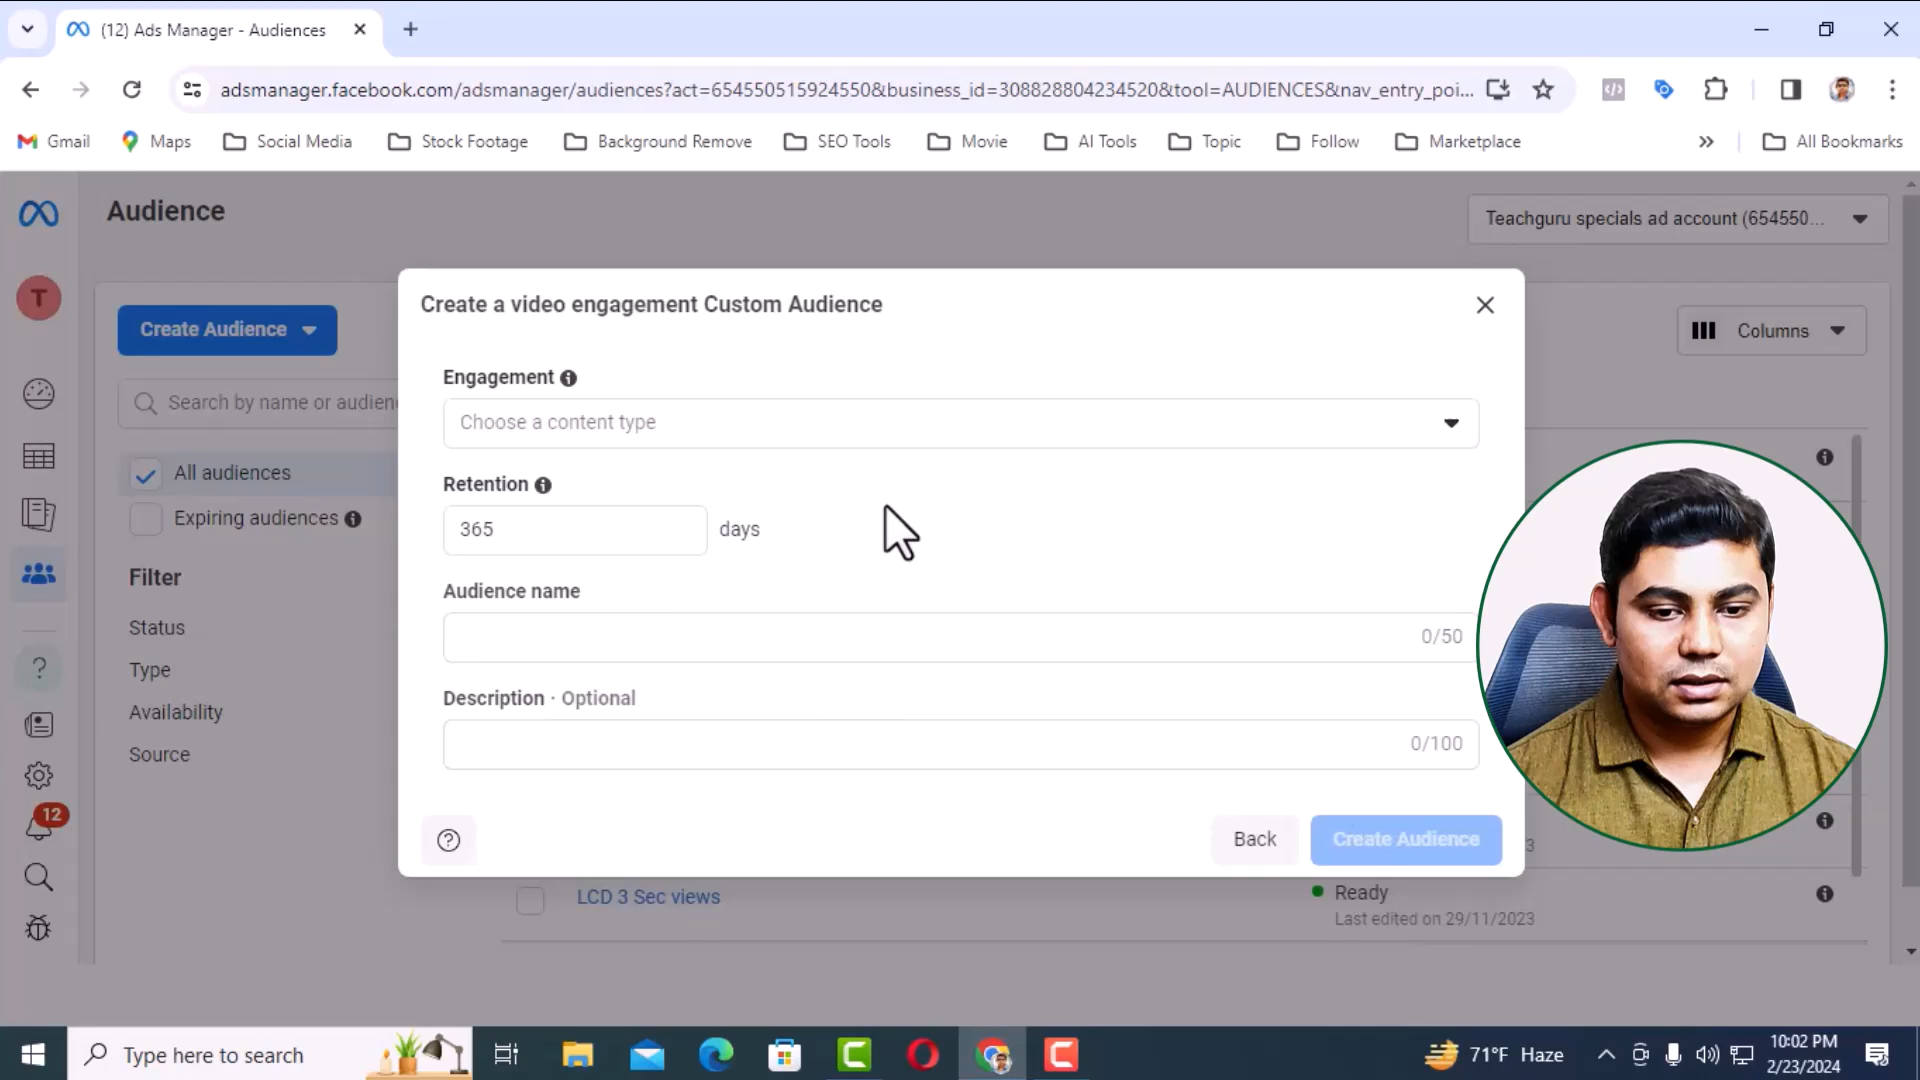 (12) Ads Manager - Audiences
adsmanager.facebook.com/adsmanager/audiences?act=654550515924550&business_id=308828804234520&tool=AUDIENCES&nav_entry_poi...
Gmail Maps Social Media Stock Footage Background Remove SEO Tools Movie AI Tools Topic Follow Marketplace » All Bookmarks
Audience
Teachguru specials ad account (654550...
T
Create a video engagement Custom Audience
Create Audience
Columns
Engagement
Search by name or audien
Choose a content type
All audiences
Retention
Expiring audiences
365 days
Filter
Audience name
Status
0/50
Type
Description · Optional
Availability
0/100
Source
12
Back
Create Audience
3
LCD 3 Sec views
Ready
Last edited on 29/11/2023
Type here to search
71°F Haze
10:02 PM
2/23/2024